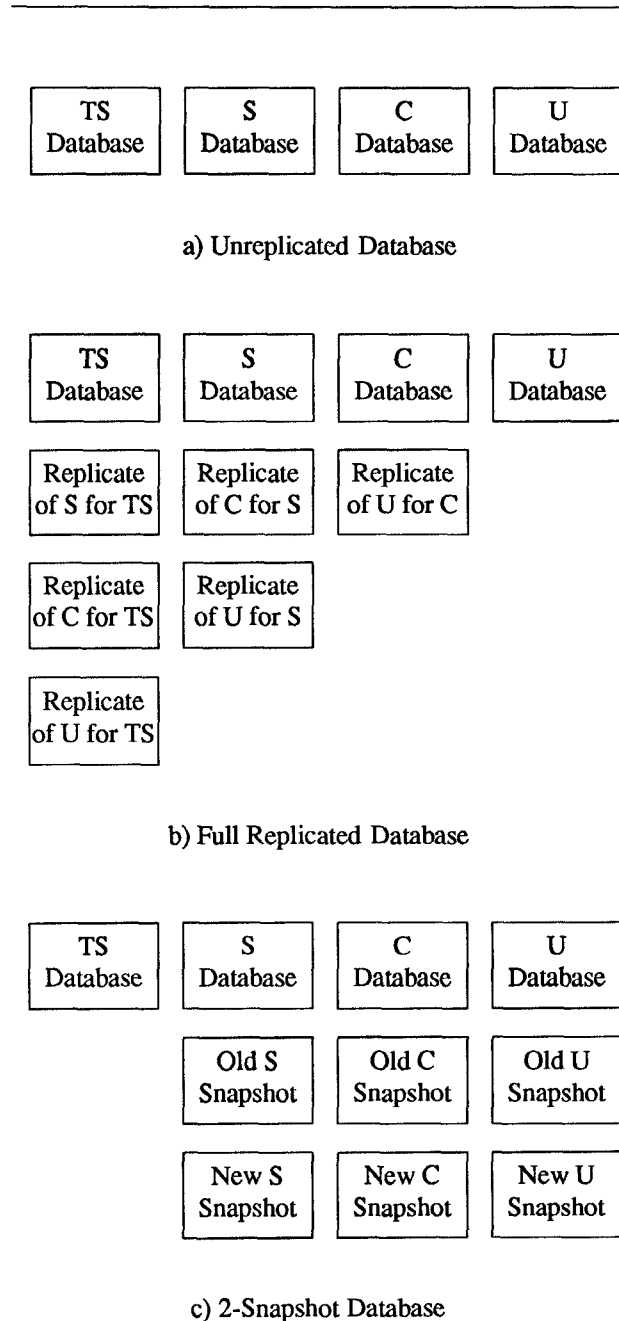 TS S C U
Database Database Database Database
a) Unreplicated Database
TS S C U
Database Database Database Database
Replicate Replicate Replicate
of S for TS of C for S of U for C
Replicate Replicate
of C for TS of U for S
Replicate
of U for TS
b) Full Replicated Database
TS S C U
Database Database Database Database
Old S Old C Old U
Snapshot Snapshot Snapshot
New S New C New U
Snapshot Snapshot Snapshot
c) 2-Snapshot Database